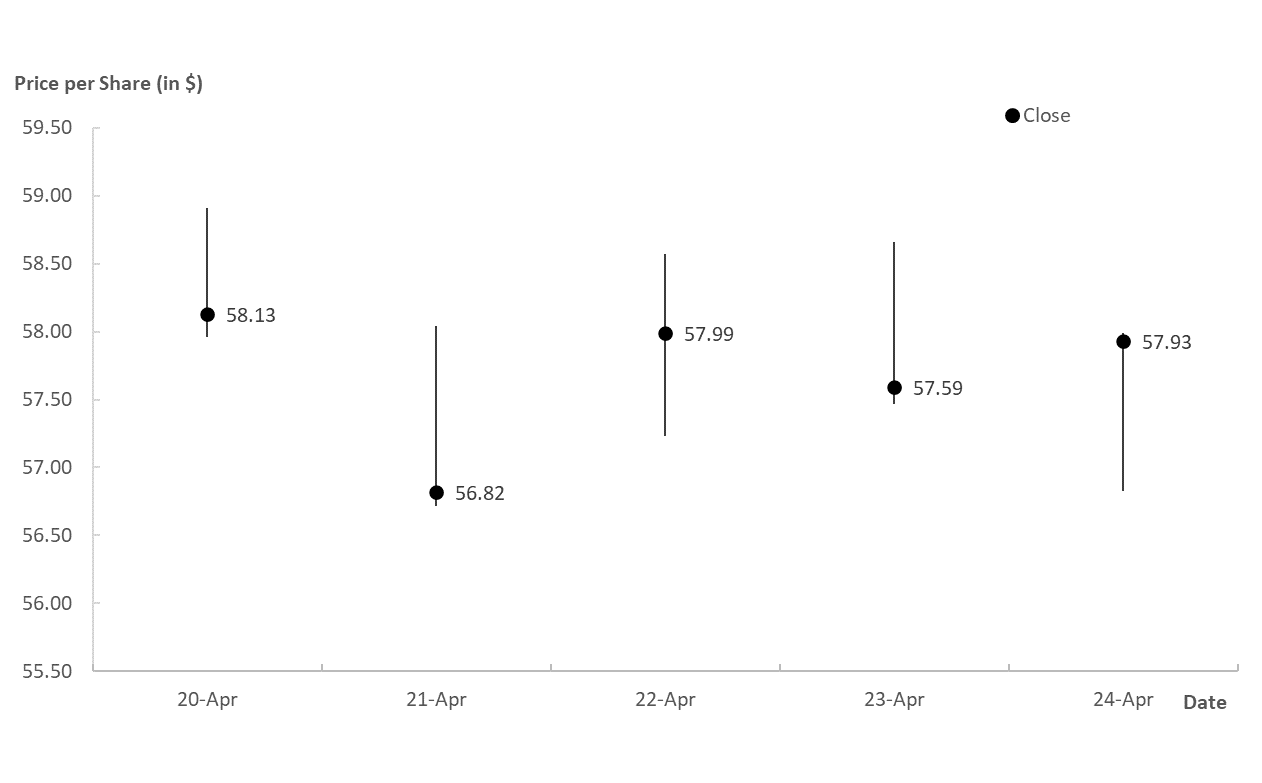 Price per Share (in $)
Close
59.50
59.00
58.50
58.00
57.50
57.00
56.50
56.00
55.50
58.13
56.82
57.99
57.59
57.93
20-Apr
21-Apr
22-Apr
23-Apr
24-Apr
Date